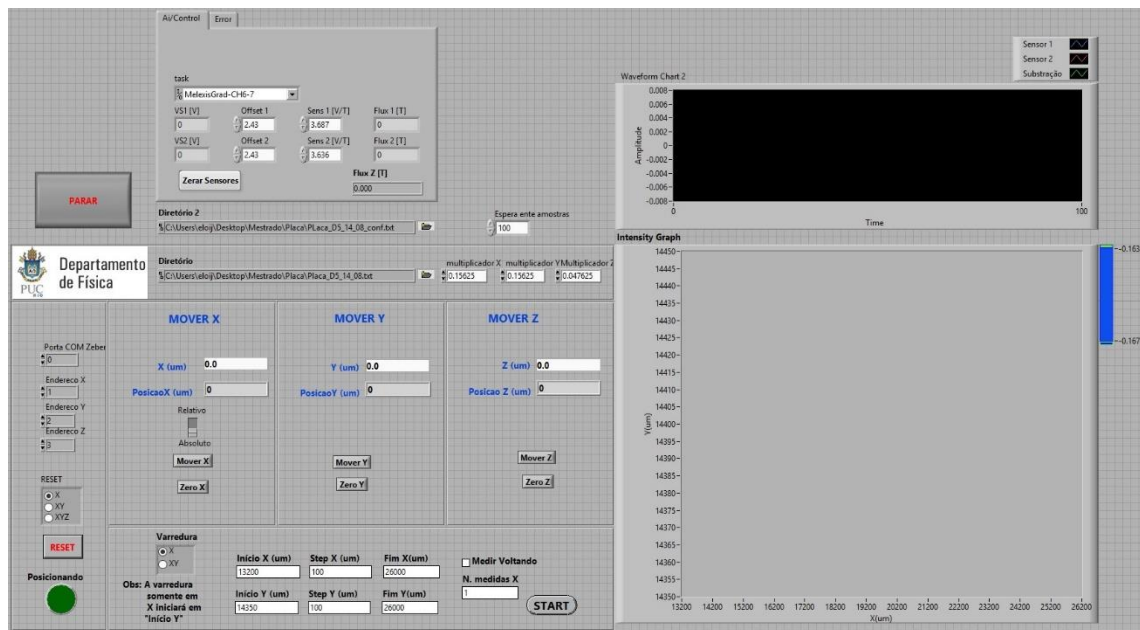 Ai/Control
Error
task
MelexisGrad-CH6-7
VS1 [V]
Offset 1
Sens 1 [V/T]
Flux 1 [T]
0
2.43
3.687
0
VS2 [V]
Offset 2
Sens 2 [V/T]
Flux 2 [T]
0
2.43
3.636
0
Zerar Sensores
Flux Z [T]
0.000
PARAR
Diretório 2
C:\Users\eloij\Desktop\Mestrado\Placa\PLaca_D5_14_08_conf.txt
Espera ente amostras
100
PUC
Departamento
de Física
Diretório
C:\Users\eloij\Desktop\Mestrado\Placa\Placa_D5_14_08.txt
multiplicador X
multiplicador Y
Multiplicador Z
0.15625
0.15625
0.047625
Porta COM Zeber
0
Endereco X
1
Endereco Y
2
Endereco Z
3
RESET
X
XY
XYZ
RESET
Posicionando
MOVER X
X (um)
0.0
PosicaoX (um)
0
Relativo
Absoluto
Mover X
Zero X
MOVER Y
Y (um)
0.0
PosicaoY (um)
0
Mover Y
Zero Y
MOVER Z
Z (um)
0.0
Posicao Z (um)
0
Mover Z
Zero Z
Varredura
X
XY
Obs: A varredura
somente em
X iniciará em
"Início Y"
Início X (um)
Step X (um)
Fim X(um)
13200
100
26000
Início Y (um)
Step Y (um)
Fim Y(um)
14350
100
26000
Medir Voltando
N. medidas X
1
START
Sensor 1
Sensor 2
Substração
Waveform Chart 2
0.008
0.006
0.004
0.002
0
-0.002
-0.004
-0.006
-0.008
Amplitude
0
100
Time
Intensity Graph
14450
14445
14440
14435
14430
14425
14420
14415
14410
14405
14400
14395
14390
14385
14380
14375
14370
14365
14360
14355
14350
Y(um)
13200 14200 15200 16200 17200 18200 19200 20200 21200 22200 23200 24200 25200 26200
X(um)
-0.163
-0.167